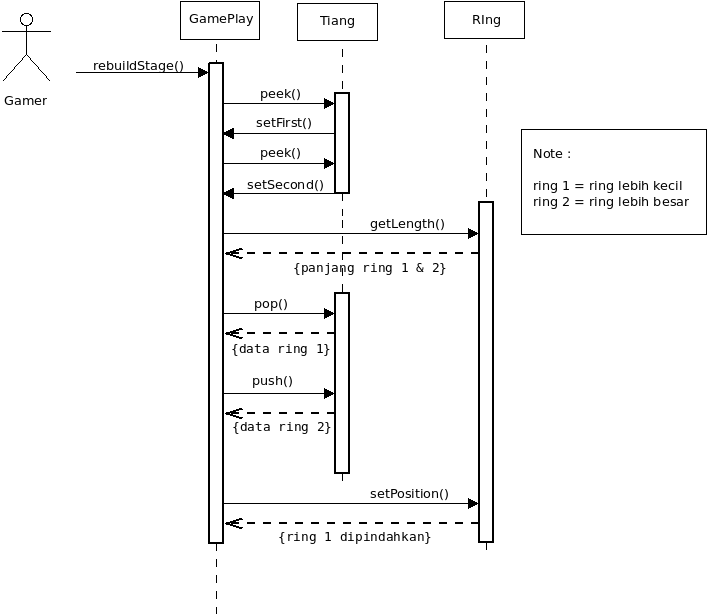 GamePlay
Tiang
RIng
Gamer
rebuildStage()
peek()
setFirst()
peek()
setSecond()
getLength()
{panjang ring 1 & 2}
pop()
{data ring 1}
push()
{data ring 2}
setPosition()
{ring 1 dipindahkan}
Note :
ring 1 = ring lebih kecil
ring 2 = ring lebih besar